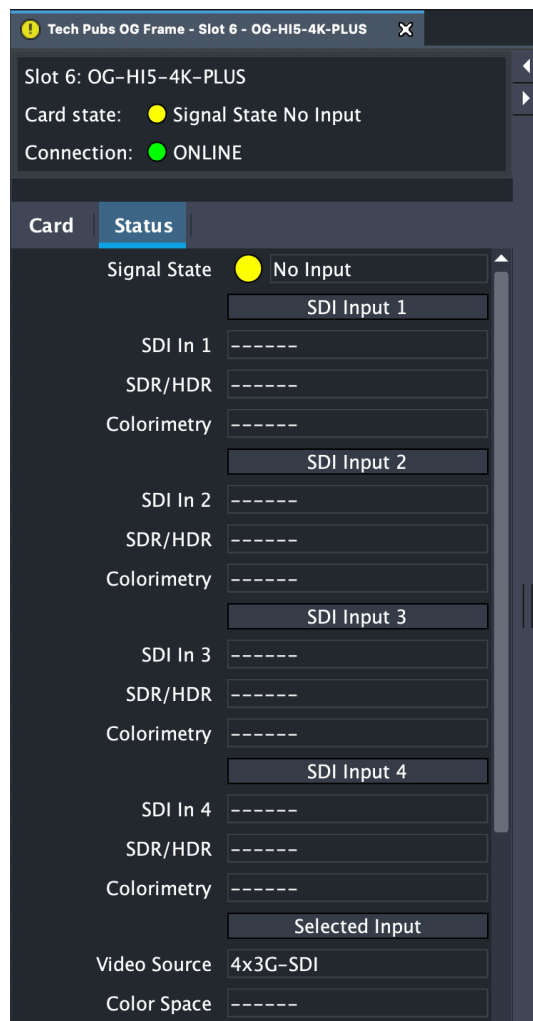 Tech Pubs OG Frame - Slot 6 - OG-HI5-4K-PLUS
Slot 6: OG-HI5-4K-PLUS
Card state: Signal State No Input
Connection: ONLINE
Card Status
Signal State No Input
SDI Input 1
SDI In 1 ------
SDR/HDR ------
Colorimetry ------
SDI Input 2
SDI In 2 ------
SDR/HDR ------
Colorimetry ------
SDI Input 3
SDI In 3 ------
SDR/HDR ------
Colorimetry ------
SDI Input 4
SDI In 4 ------
SDR/HDR ------
Colorimetry ------
Selected Input
Video Source 4x3G-SDI
Color Space ------